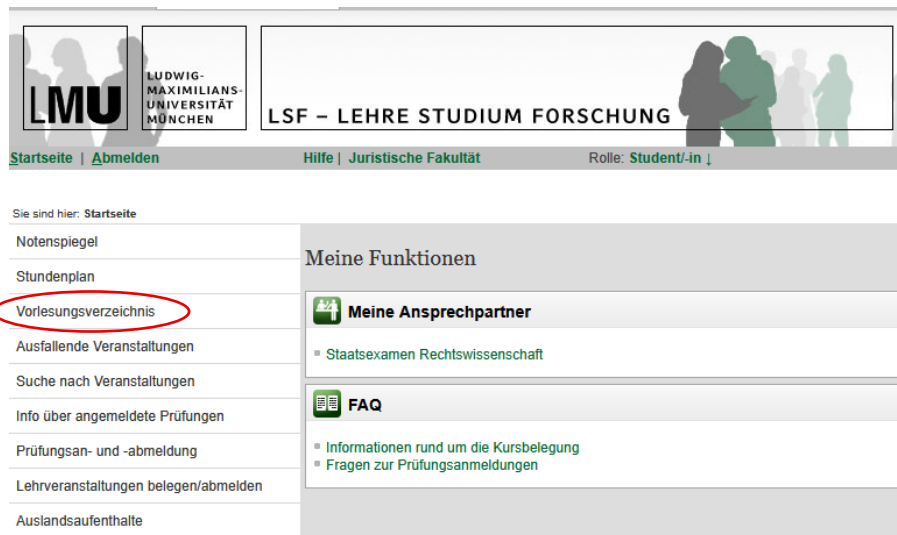 LMU
LUDWIG-
MAXIMILIANS-
UNIVERSITÄT
MÜNCHEN
LSF – LEHRE STUDIUM FORSCHUNG
Startseite | Abmelden
Hilfe | Juristische Fakultät
Rolle: Student/-in ↓
Sie sind hier: Startseite
Notenspiegel
Stundenplan
Vorlesungsverzeichnis
Ausfallende Veranstaltungen
Suche nach Veranstaltungen
Info über angemeldete Prüfungen
Prüfungsan- und -abmeldung
Lehrveranstaltungen belegen/abmelden
Auslandsaufenthalte
Meine Funktionen
Meine Ansprechpartner
Staatsexamen Rechtswissenschaft
FAQ
Informationen rund um die Kursbelegung
Fragen zur Prüfungsanmeldungen